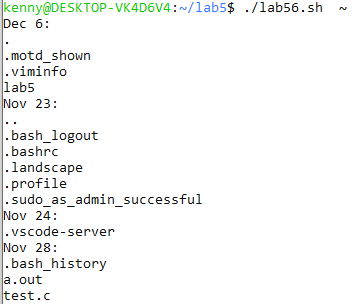 kenny@DESKTOP-VK4D6V4:~/lab5$ ./lab56.sh ~
Dec 6:
.
.motd_shown
.viminfo
lab5
Nov 23:
..
.bash_logout
.bashrc
.landscape
.profile
.sudo_as_admin_successful
Nov 24:
.vscode-server
Nov 28:
.bash_history
a.out
test.c